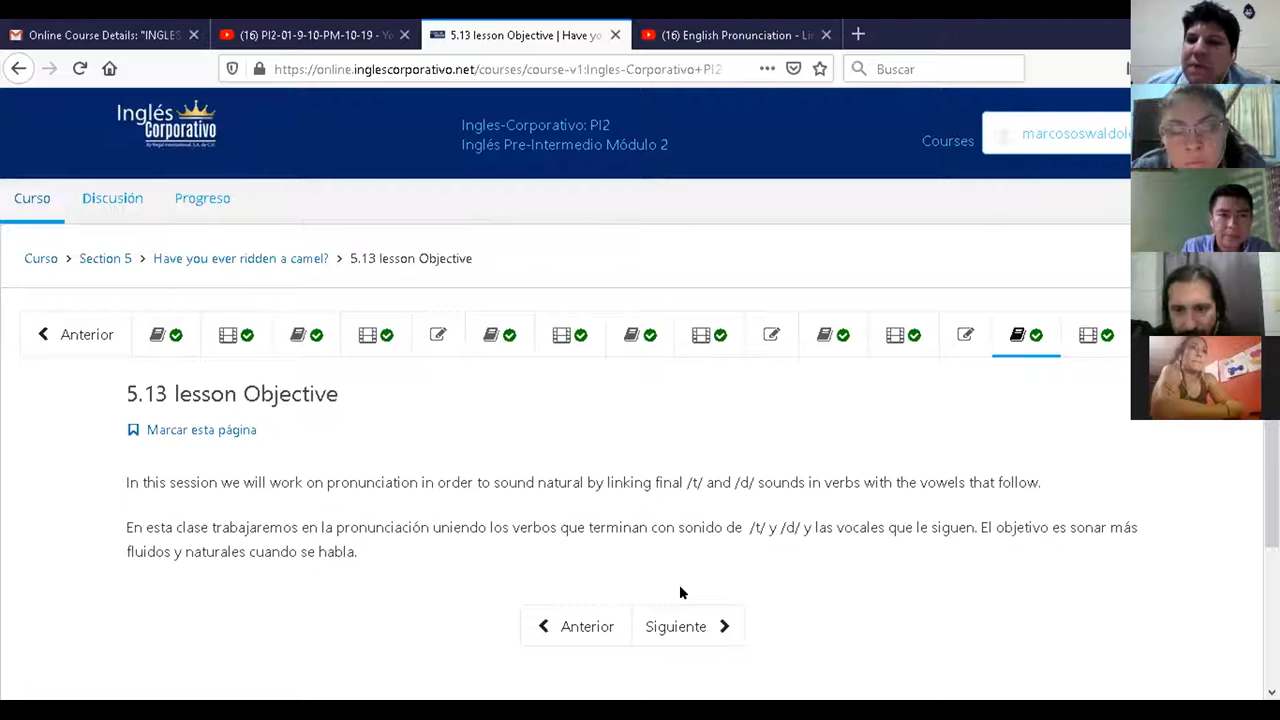 Online Course Details: "INGLES
(16) PI2-01-9-10-PM-10-19 - Yo
5.13 lesson Objective | Have yo
(16) English Pronunciation - Li
https://online.inglescorporativo.net/courses/course-v1:Ingles-Corporativo+PI2
Buscar
Inglés
Corporativo
Ingles-Corporativo: PI2
Inglés Pre-Intermedio Módulo 2
Courses
marcososwaldol
Curso
Discusión
Progreso
Curso > Section 5 > Have you ever ridden a camel? > 5.13 lesson Objective
Anterior
5.13 lesson Objective
Marcar esta página
In this session we will work on pronunciation in order to sound natural by linking final /t/ and /d/ sounds in verbs with the vowels that follow.
En esta clase trabajaremos en la pronunciación uniendo los verbos que terminan con sonido de /t/ y /d/ y las vocales que le siguen. El objetivo es sonar más
fluidos y naturales cuando se habla.
Anterior
Siguiente